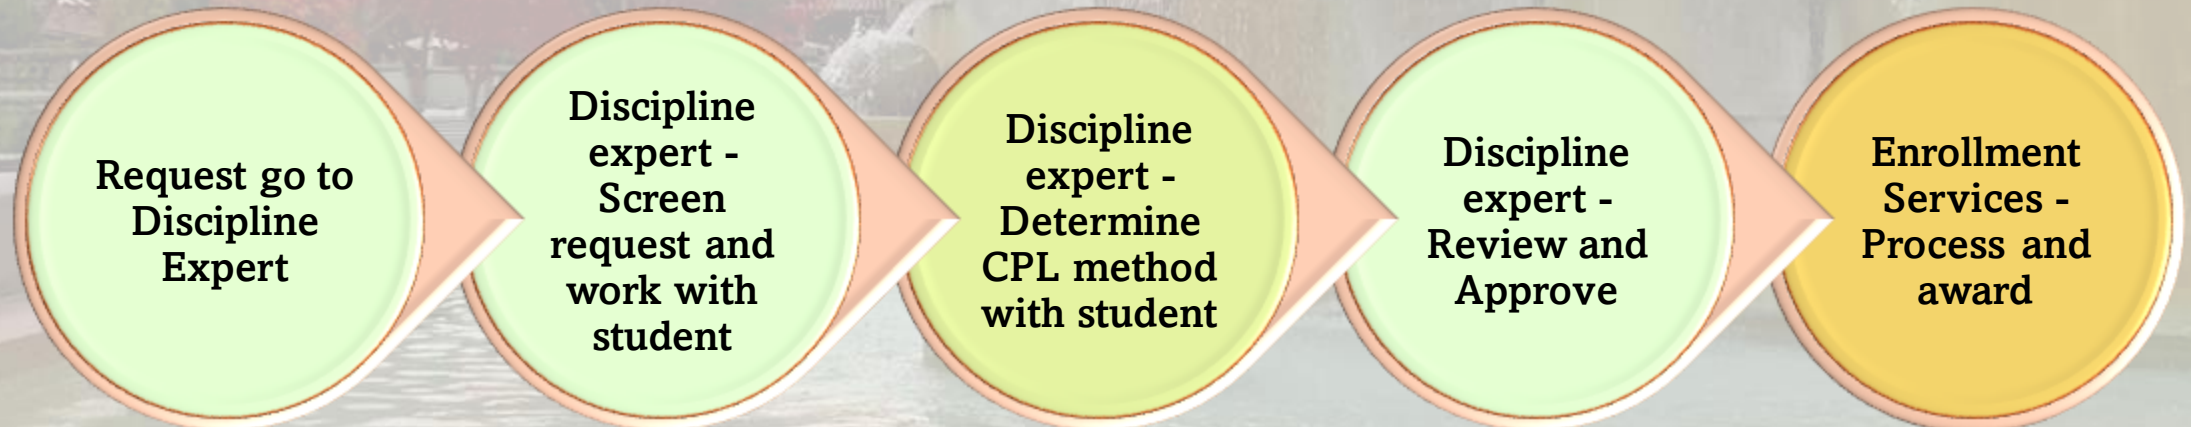 Request go to
Discipline
Expert
Discipline
expert -
Screen
request and
work with
student
Discipline
expert -
Determine
CPL method
with student
Discipline
expert -
Review and
Approve
Enrollment
Services -
Process and
award